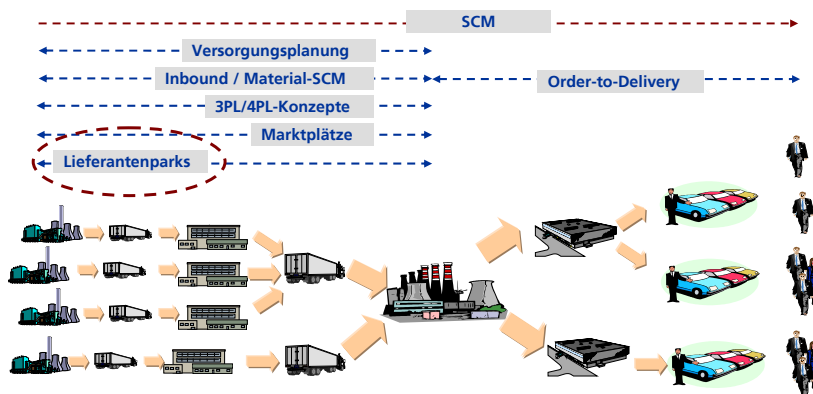 SCM
Versorgungsplanung
Inbound / Material-SCM
Order-to-Delivery
3PL/4PL-Konzepte
Marktplätze
Lieferantenparks